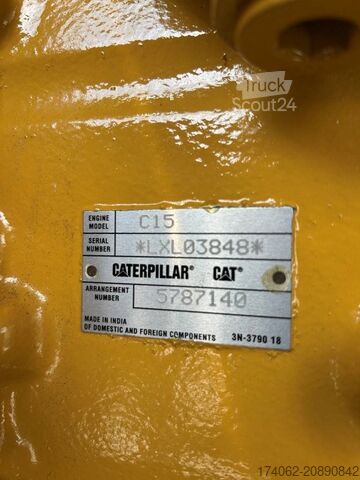 Truck
Scout24
ENGINE MODEL C15
SERIAL NUMBER *LXL03848*
CATERPILLAR® CAT®
ARRANGEMENT NUMBER 5787140
MADE IN INDIA
OF DOMESTIC AND FOREIGN COMPONENTS 3N-3790 18
174062-20890842